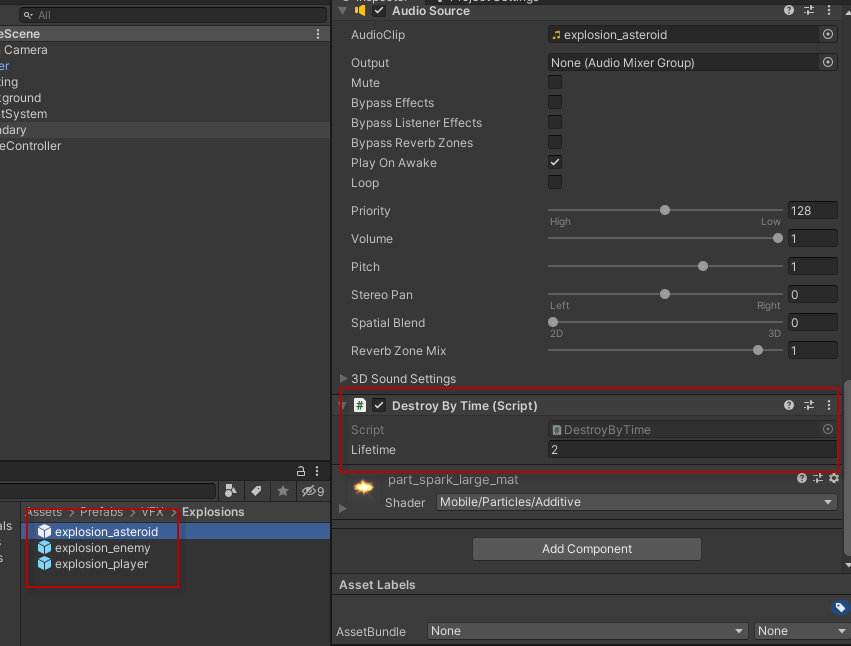 All
eScene
Camera
er
ing
kground
ntSystem
ndary
eController
Audio Source
AudioClip
explosion_asteroid
Output
None (Audio Mixer Group)
Mute
Bypass Effects
Bypass Listener Effects
Bypass Reverb Zones
Play On Awake
Loop
Priority
128
High
Low
Volume
1
Pitch
1
Stereo Pan
0
Left
Right
Spatial Blend
0
2D
3D
Reverb Zone Mix
1
3D Sound Settings
# Destroy By Time (Script)
Script
DestroyByTime
Lifetime
2
part_spark_large_mat
Shader
Mobile/Particles/Additive
Add Component
Asset Labels
AssetBundle
None
None
9
Assets > Prefabs > VFX > Explosions
als
explosion_asteroid
explosion_enemy
explosion_player